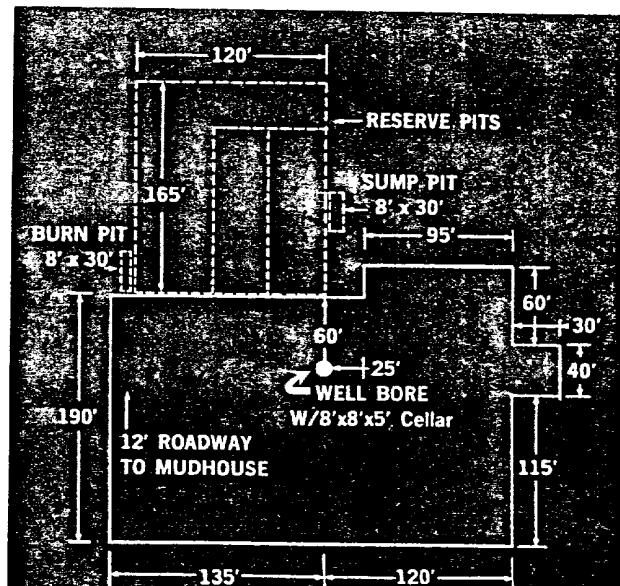 120'
RESERVE PITS
165'
SUMP PIT
8' x 30'
BURN PIT
8' x 30'
95'
60'
30'
60'
25'
40'
WELL BORE
W/8'x8'x5' Cellar
190'
12' ROADWAY
TO MUDHOUSE
115'
135'
120'